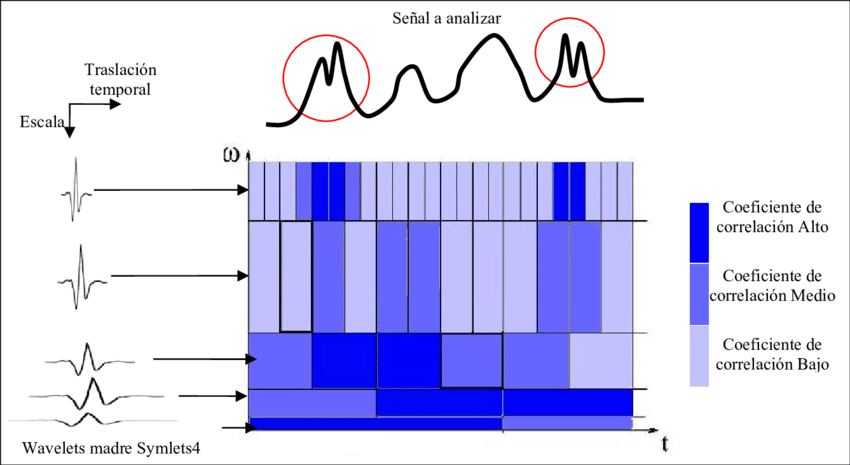 Señal a analizar
Traslación
temporal
Escala
ω
Coeficiente de
correlación Alto
Coeficiente de
correlación Medio
Coeficiente de
correlación Bajo
t
Wavelets madre Symlets4